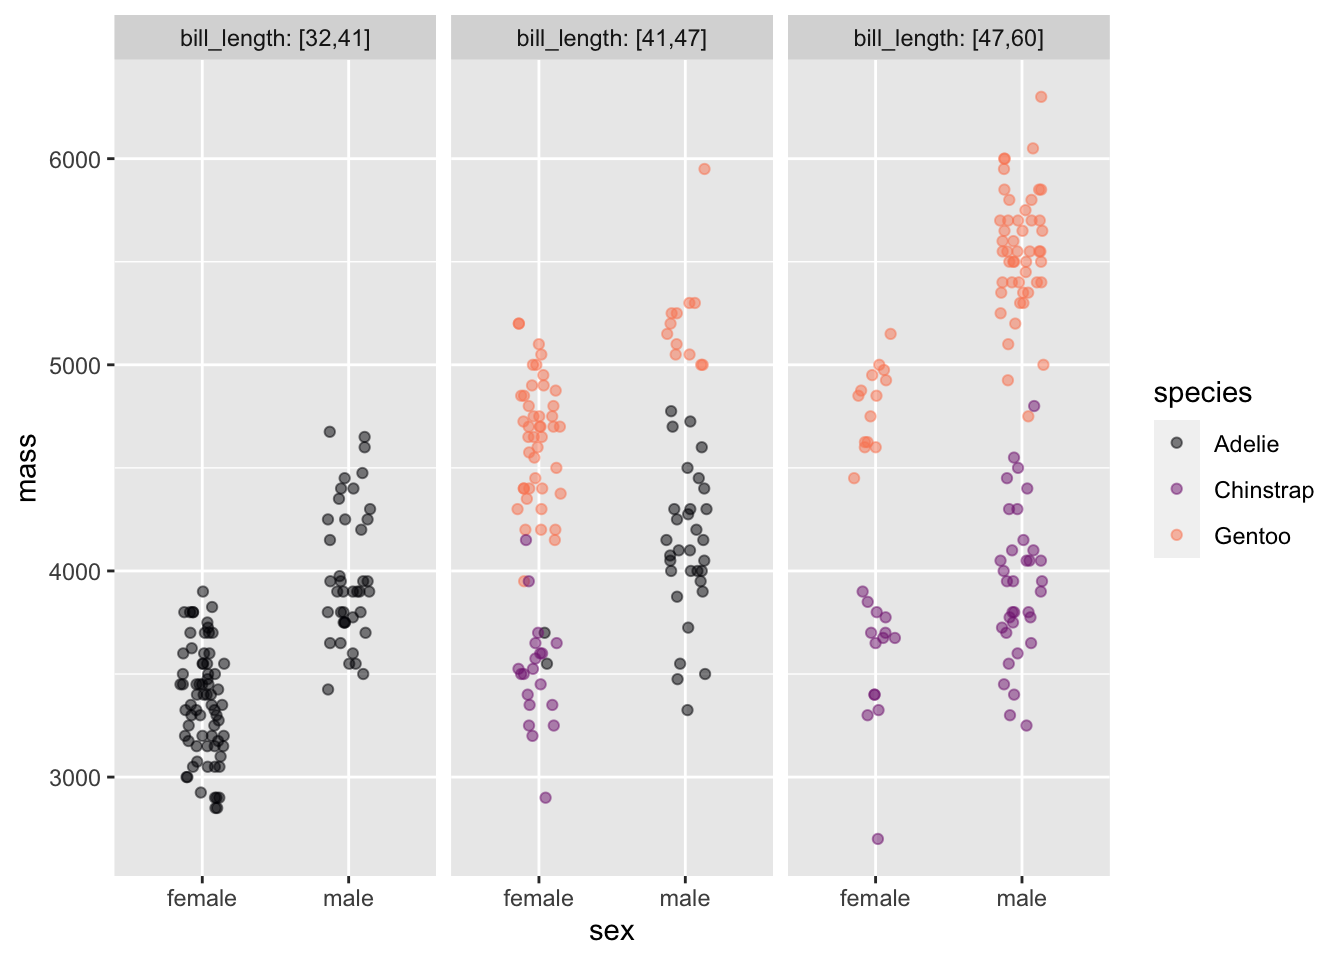 bill_length: [32,41]
bill_length: [41,47]
bill_length: [47,60]
6000
5000
4000
3000
mass
female
male
female
male
female
male
sex
species
Adelie
Chinstrap
Gentoo